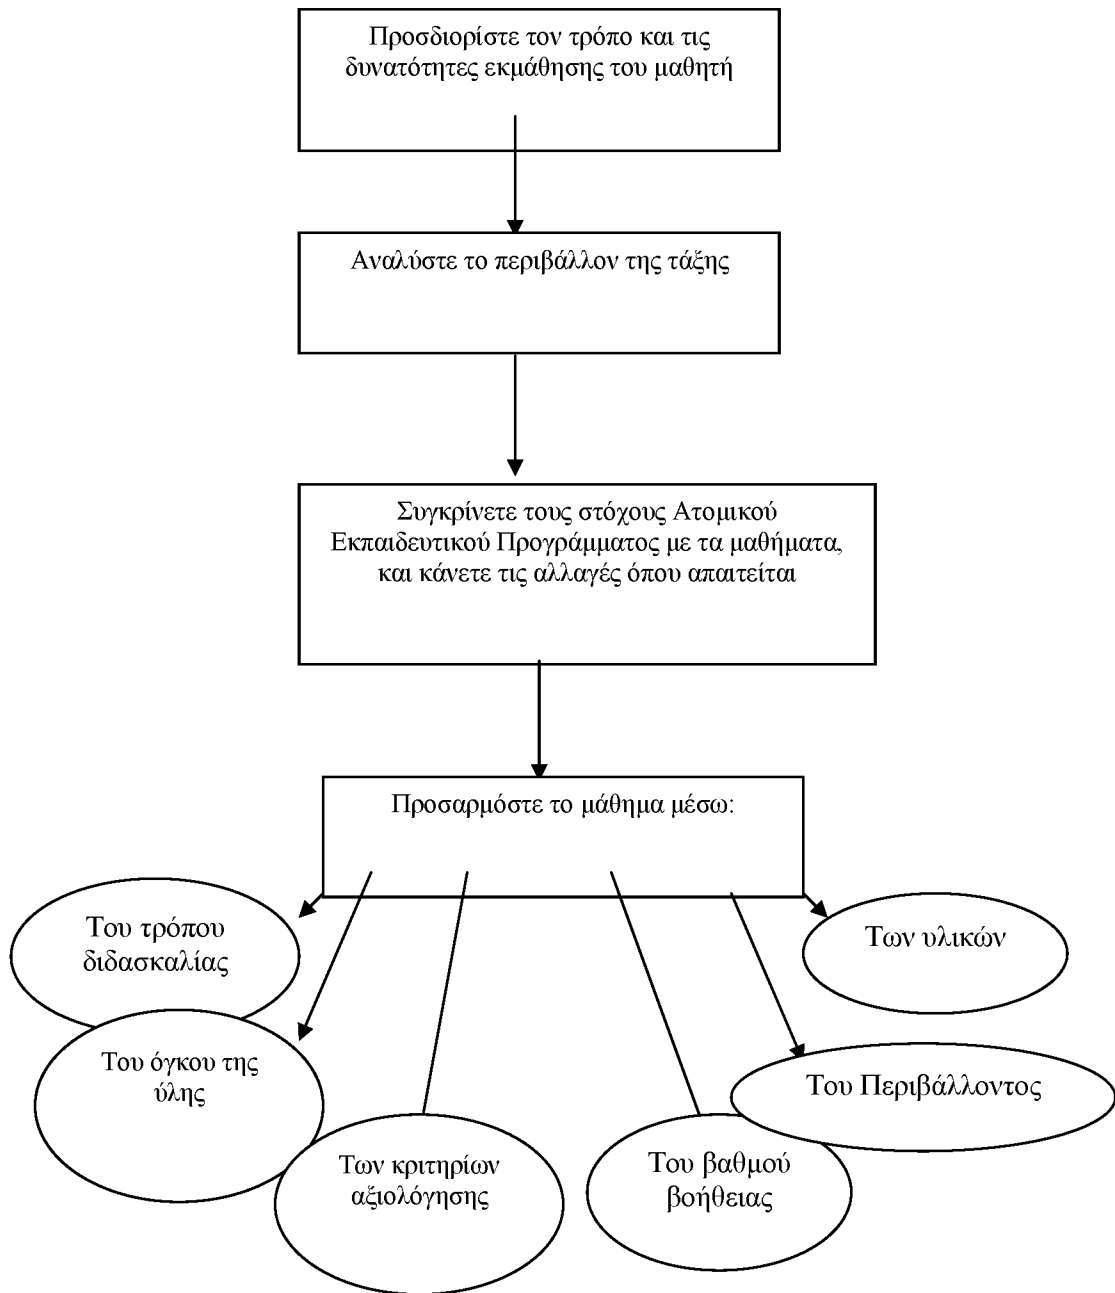 Προσδιορίστε τον τρόπο και τις
δυνατότητες εκμάθησης του μαθητή
Αναλύστε το περιβάλλον της τάξης
Συγκρίνετε τους στόχους Ατομικού
Εκπαιδευτικού Προγράμματος με τα μαθήματα,
και κάνετε τις αλλαγές όπου απαιτείται
Προσαρμόστε το μάθημα μέσω:
Του τρόπου
διδασκαλίας
Του όγκου της
ύλης
Των κριτηρίων
αξιολόγησης
Του βαθμού
βοήθειας
Του Περιβάλλοντος
Των υλικών